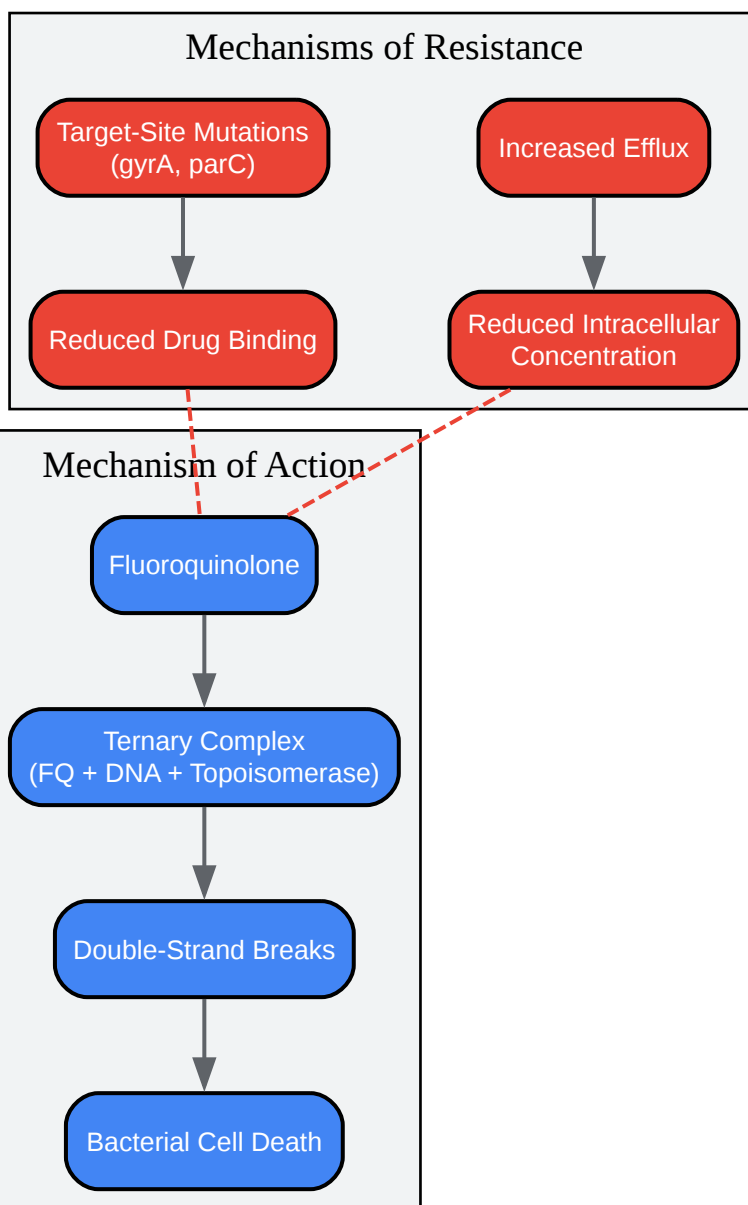 Mechanisms of Resistance
Target-Site Mutations
(gyrA, parC)
Increased Efflux
Reduced Drug Binding
Reduced Intracellular
Concentration
Mechanism of Action
Fluoroquinolone
Ternary Complex
(FQ + DNA + Topoisomerase)
Double-Strand Breaks
Bacterial Cell Death